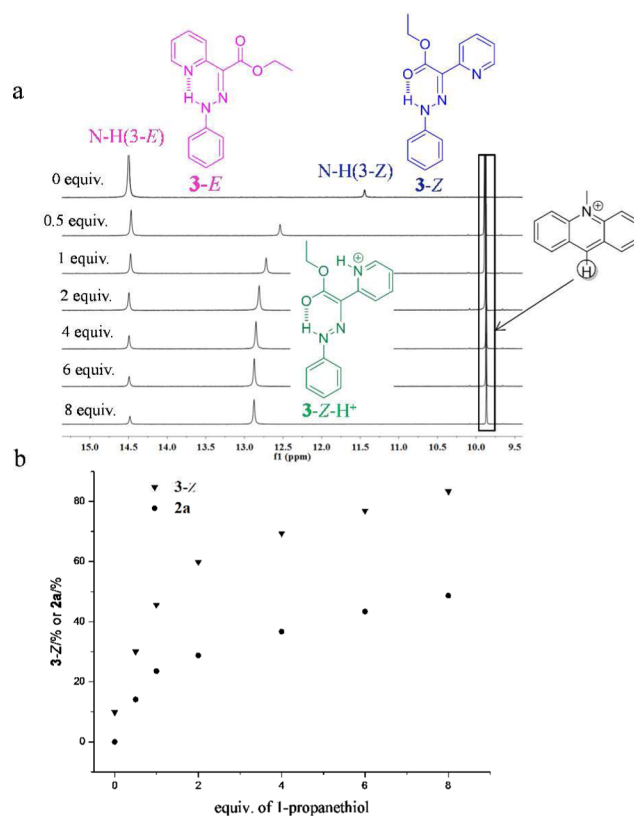 a
N
H
N
N
O
O
3-E
N-H(3-E)
O
O
N
H
N
N
3-Z
N-H(3-Z)
N
+
H
0 equiv.
0.5 equiv.
1 equiv.
2 equiv.
4 equiv.
6 equiv.
8 equiv.
O
O
HN
+
H
N
N
3-Z-H+
15.0 14.5 14.0 13.5 13.0 12.5 12.0 11.5 11.0 10.5 10.0 9.5 9.4
f1 (ppm)
b
3-Z
2a
3-Z/% or 2a/%
80
60
40
20
0
0 2 4 6 8
equiv. of 1-propanethiol